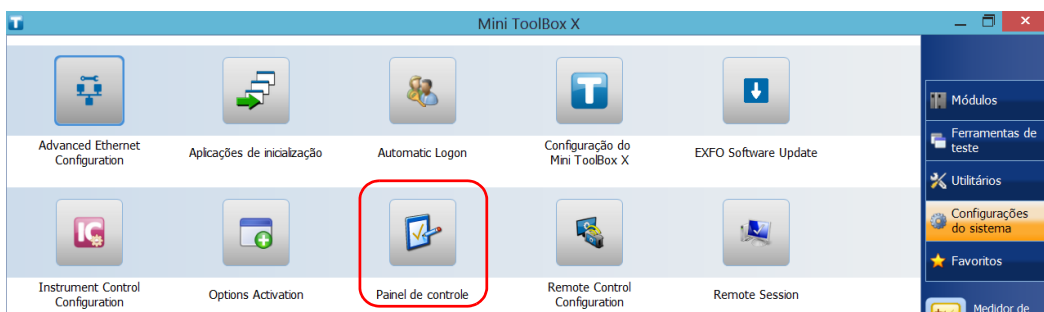 Mini ToolBox X
Advanced Ethernet
Configuration
Aplicações de inicialização
Automatic Logon
Configuração do
Mini ToolBox X
EXFO Software Update
Instrument Control
Configuration
Options Activation
Painel de controle
Remote Control
Configuration
Remote Session
Módulos
Ferramentas de
teste
Utilitários
Configurações
do sistema
Favoritos
Medidor de